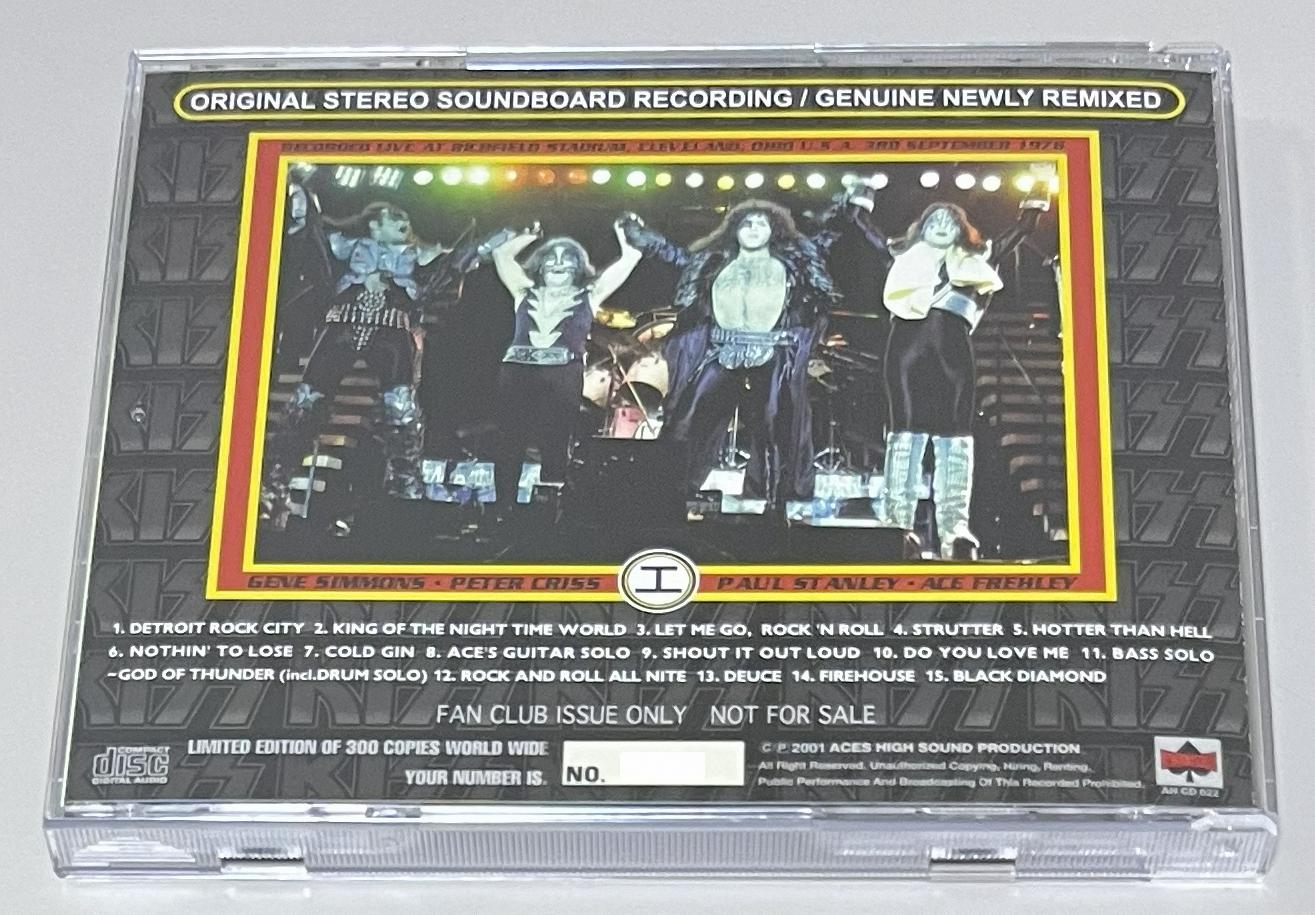 ORIGINAL STEREO SOUNDBOARD RECORDING / GENUINE NEWLY REMIXED
RECORDED LIVE AT RICHFIELD STADIUM, CLEVELAND, OHIO U.S.A. 3RD SEPTEMBER 1976
GENE SIMMONS · PETER CRISS PAUL STANLEY · ACE FREHLEY
1. DETROIT ROCK CITY 2. KING OF THE NIGHT TIME WORLD 3. LET ME GO, ROCK 'N ROLL 4. STRUTTER 5. HOTTER THAN HELL
6. NOTHIN' TO LOSE 7. COLD GIN 8. ACE'S GUITAR SOLO 9. SHOUT IT OUT LOUD 10. DO YOU LOVE ME 11. BASS SOLO
~GOD OF THUNDER (incl.DRUM SOLO) 12. ROCK AND ROLL ALL NITE 13. DEUCE 14. FIREHOUSE 15. BLACK DIAMOND
FAN CLUB ISSUE ONLY NOT FOR SALE
COMPACT
disc
DIGITAL AUDIO
LIMITED EDITION OF 300 COPIES WORLD WIDE
YOUR NUMBER IS.
NO.
C P 2001 ACES HIGH SOUND PRODUCTION
All Right Reserved. Unauthorized Copying, Hiring, Renting,
Public Performance And Broadcasting Of This Recorded Prohibited.
AH CD 022